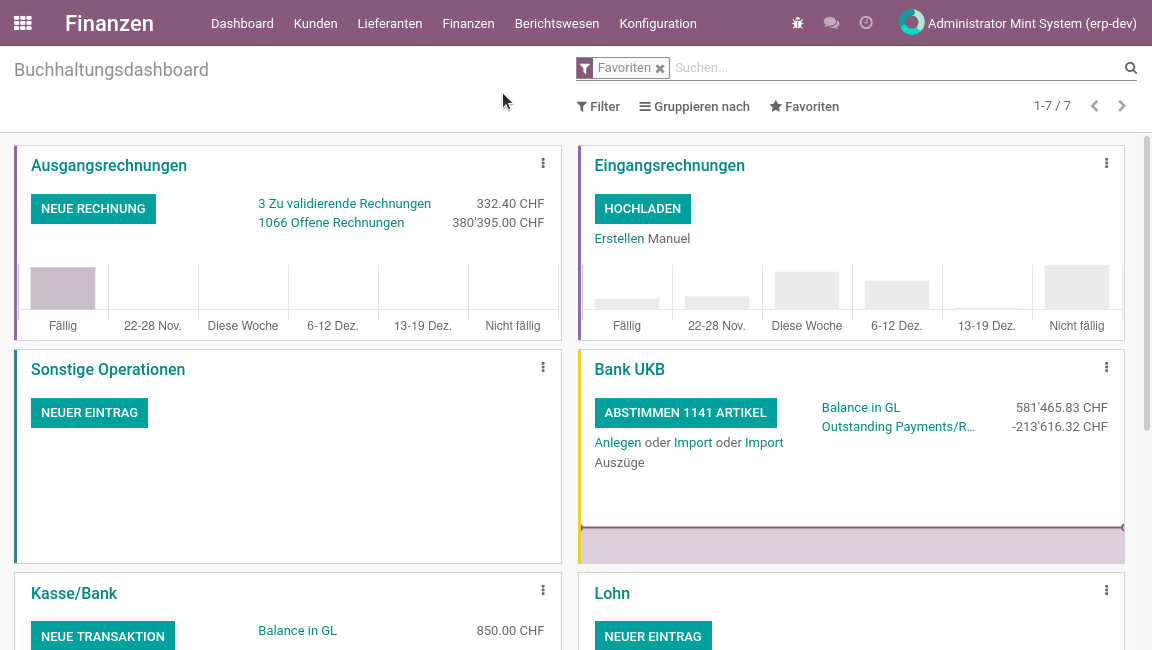 Finanzen Dashboard Kunden Lieferanten Finanzen Berichtswesen Konfiguration Administrator Mint System (erp-dev)
Buchhaltungsdashboard
Favoriten Suchen...
Filter Gruppieren nach Favoriten 1-7 / 7
Ausgangsrechnungen
NEUE RECHNUNG
3 Zu validierende Rechnungen 332.40 CHF
1066 Offene Rechnungen 380'395.00 CHF
Fällig 22-28 Nov. Diese Woche 6-12 Dez. 13-19 Dez. Nicht fällig
Eingangsrechnungen
HOCHLADEN
Erstellen Manuel
Fällig 22-28 Nov. Diese Woche 6-12 Dez. 13-19 Dez. Nicht fällig
Sonstige Operationen
NEUER EINTRAG
Bank UKB
ABSTIMMEN 1141 ARTIKEL
Anlegen oder Import oder Import
Auszüge
Balance in GL 581'465.83 CHF
Outstanding Payments/R... -213'616.32 CHF
Kasse/Bank
NEUE TRANSAKTION
Balance in GL 850.00 CHF
Lohn
NEUER EINTRAG